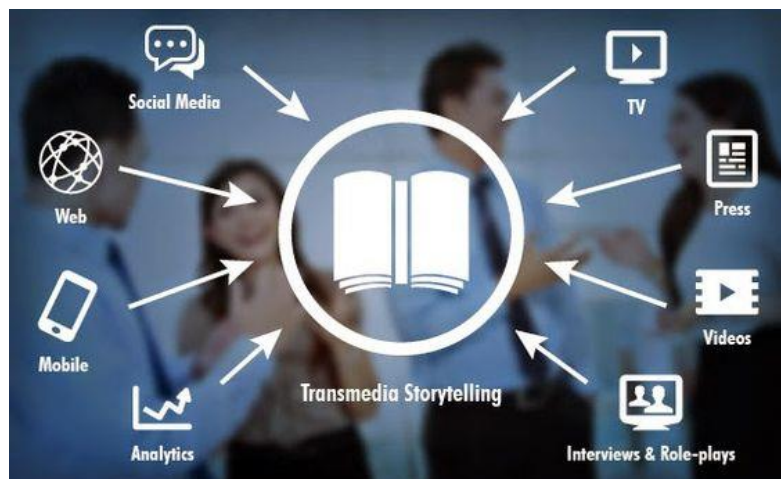 Social Media
TV
Web
Press
Mobile
Videos
Transmedia Storytelling
Analytics
Interviews & Role-plays